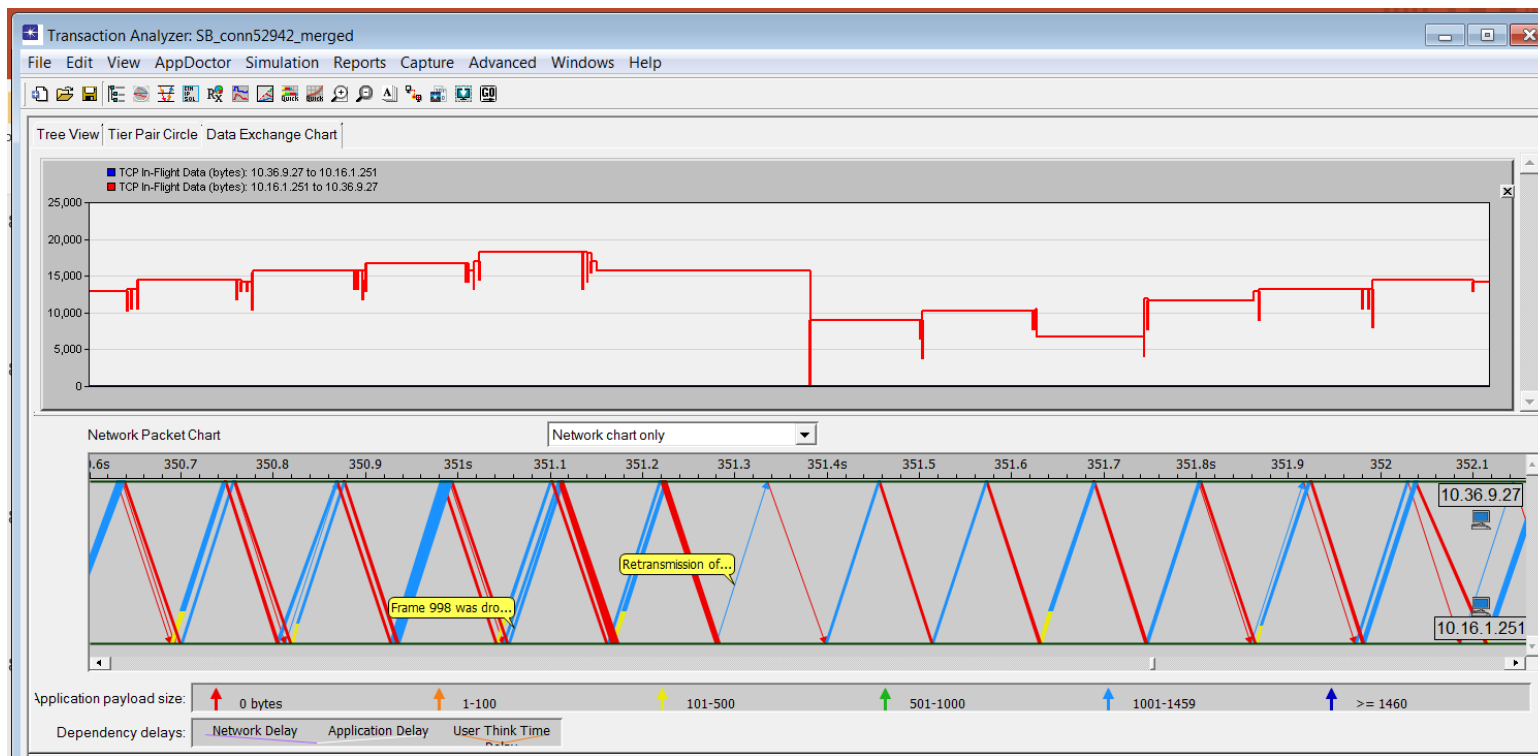 Transaction Analyzer: SB_conn52942_merged
File Edit View AppDoctor Simulation Reports Capture Advanced Windows Help
Tree View Tier Pair Circle Data Exchange Chart
TCP In-Flight Data (bytes): 10.36.9.27 to 10.16.1.251
TCP In-Flight Data (bytes): 10.16.1.251 to 10.36.9.27
25,000
20,000
15,000
10,000
5,000
0
Network Packet Chart Network chart only
).6s 350.7 350.8 350.9 351s 351.1 351.2 351.3 351.4s 351.5 351.6 351.7 351.8s 351.9 352 352.1
10.36.9.27
Retransmission of...
Frame 998 was dro...
10.16.1.251
Application payload size: 0 bytes 1-100 101-500 501-1000 1001-1459 >= 1460
Dependency delays: Network Delay Application Delay User Think Time